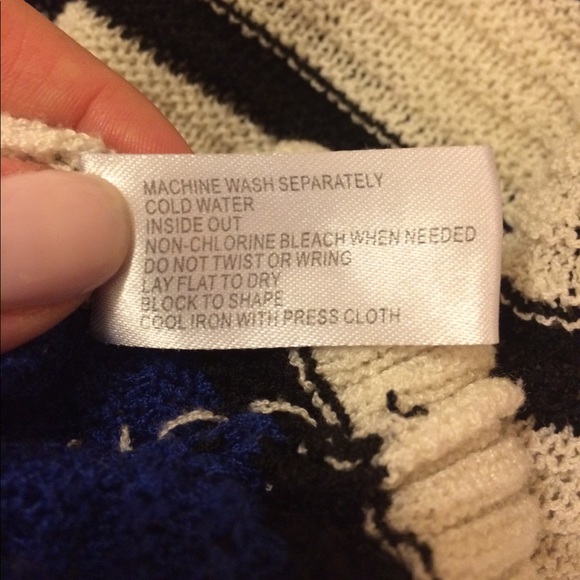 MACHINE WASH SEPARATELY
COLD WATER
INSIDE OUT
NON-CHLORINE BLEACH WHEN NEEDED
DO NOT TWIST OR WRING
LAY FLAT TO DRY
BLOCK TO SHAPE
COOL IRON WITH PRESS CLOTH